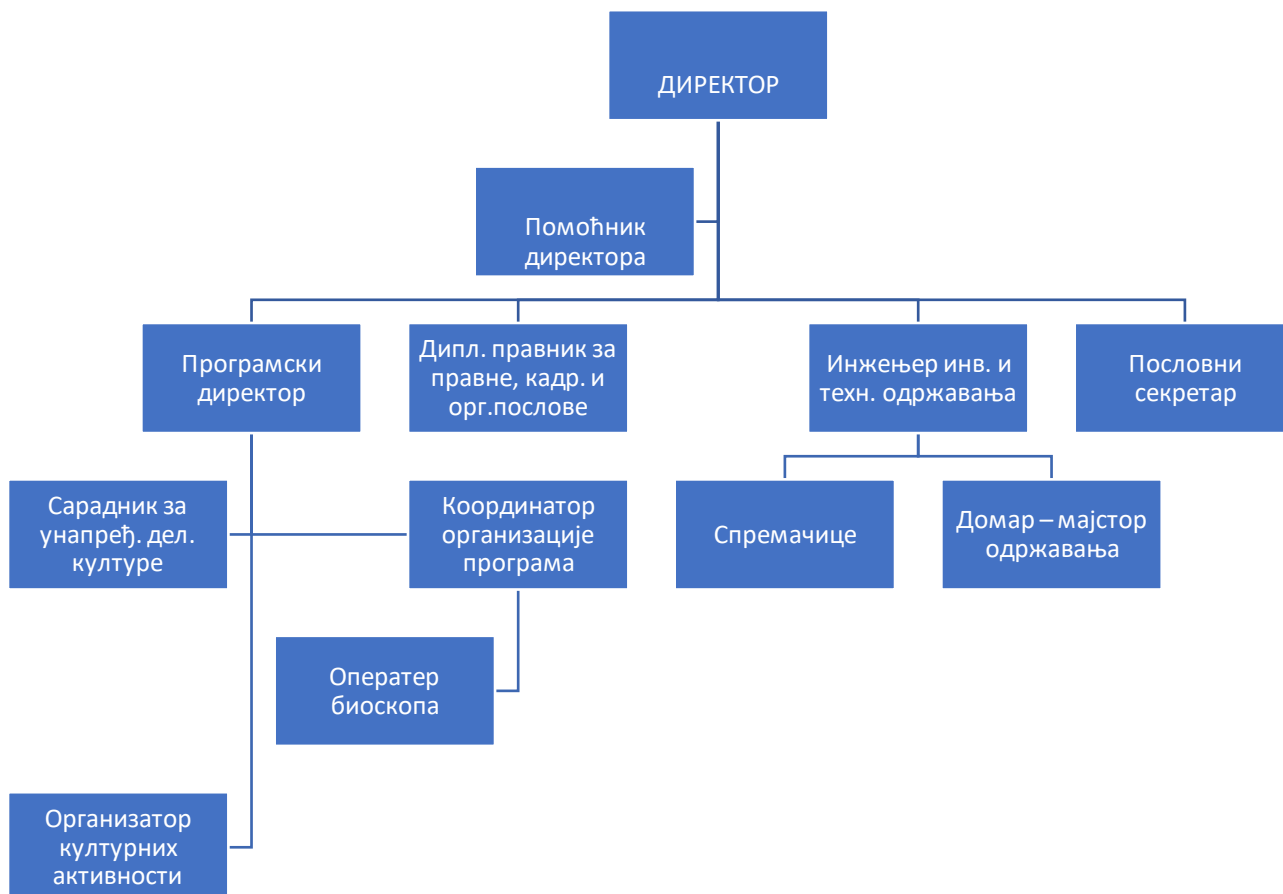 ДИРЕКТОР
Помоћник
директора
Програмски
директор
Дипл. правник за
правне, кадр. и
орг.послове
Инжењер инв. и
техн. одржавања
Пословни
секретар
Сарадник за
унапређ. дел.
културе
Координатор
организације
програма
Спремачице
Домар – мајстор
одржавања
Оператер
биоскопа
Организатор
културних
активности